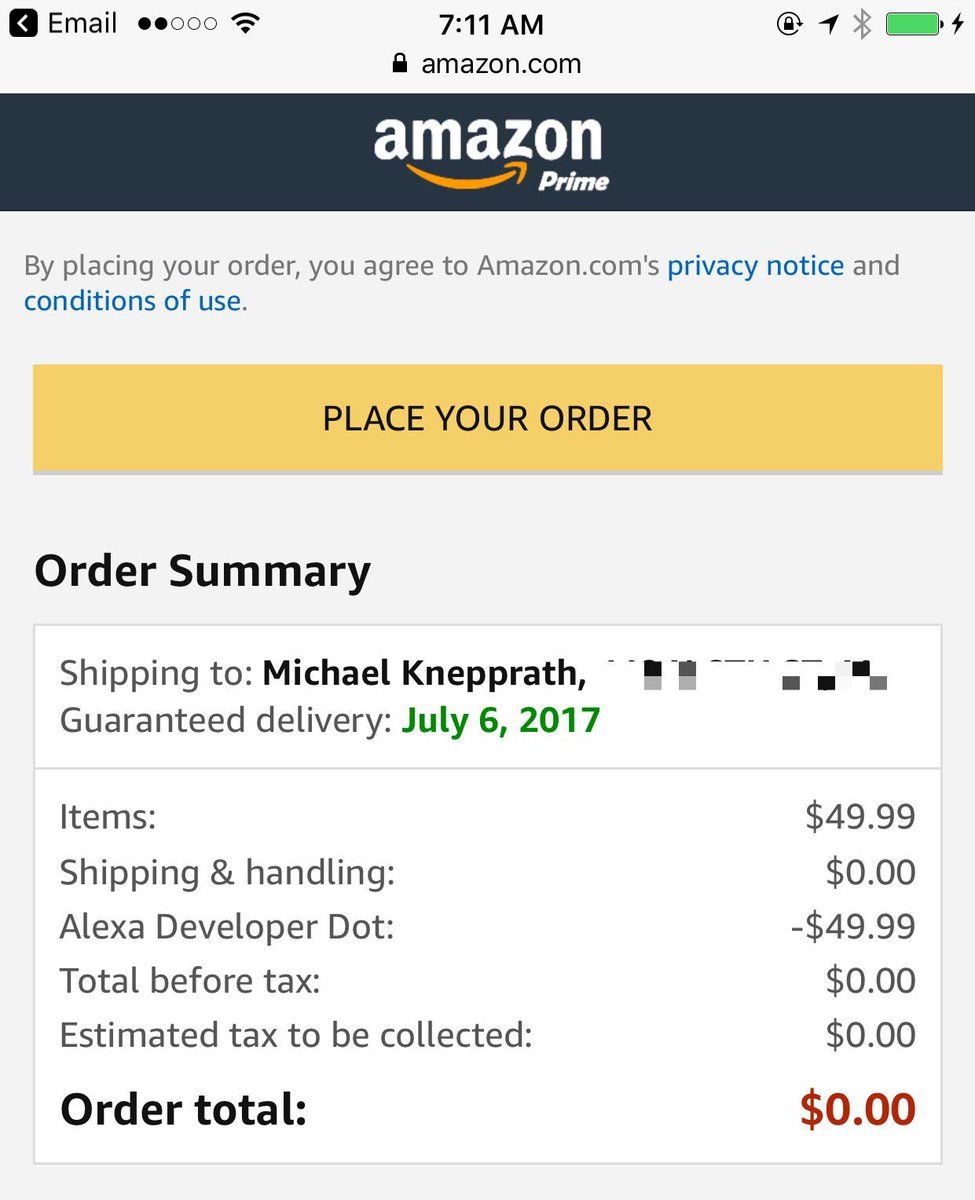 Email 7:11 AM
amazon.com
amazon
Prime
By placing your order, you agree to Amazon.com's privacy notice and
conditions of use.
PLACE YOUR ORDER
Order Summary
Shipping to: Michael Knepprath,
Guaranteed delivery: July 6, 2017
Items: $49.99
Shipping & handling: $0.00
Alexa Developer Dot: -$49.99
Total before tax: $0.00
Estimated tax to be collected: $0.00
Order total: $0.00